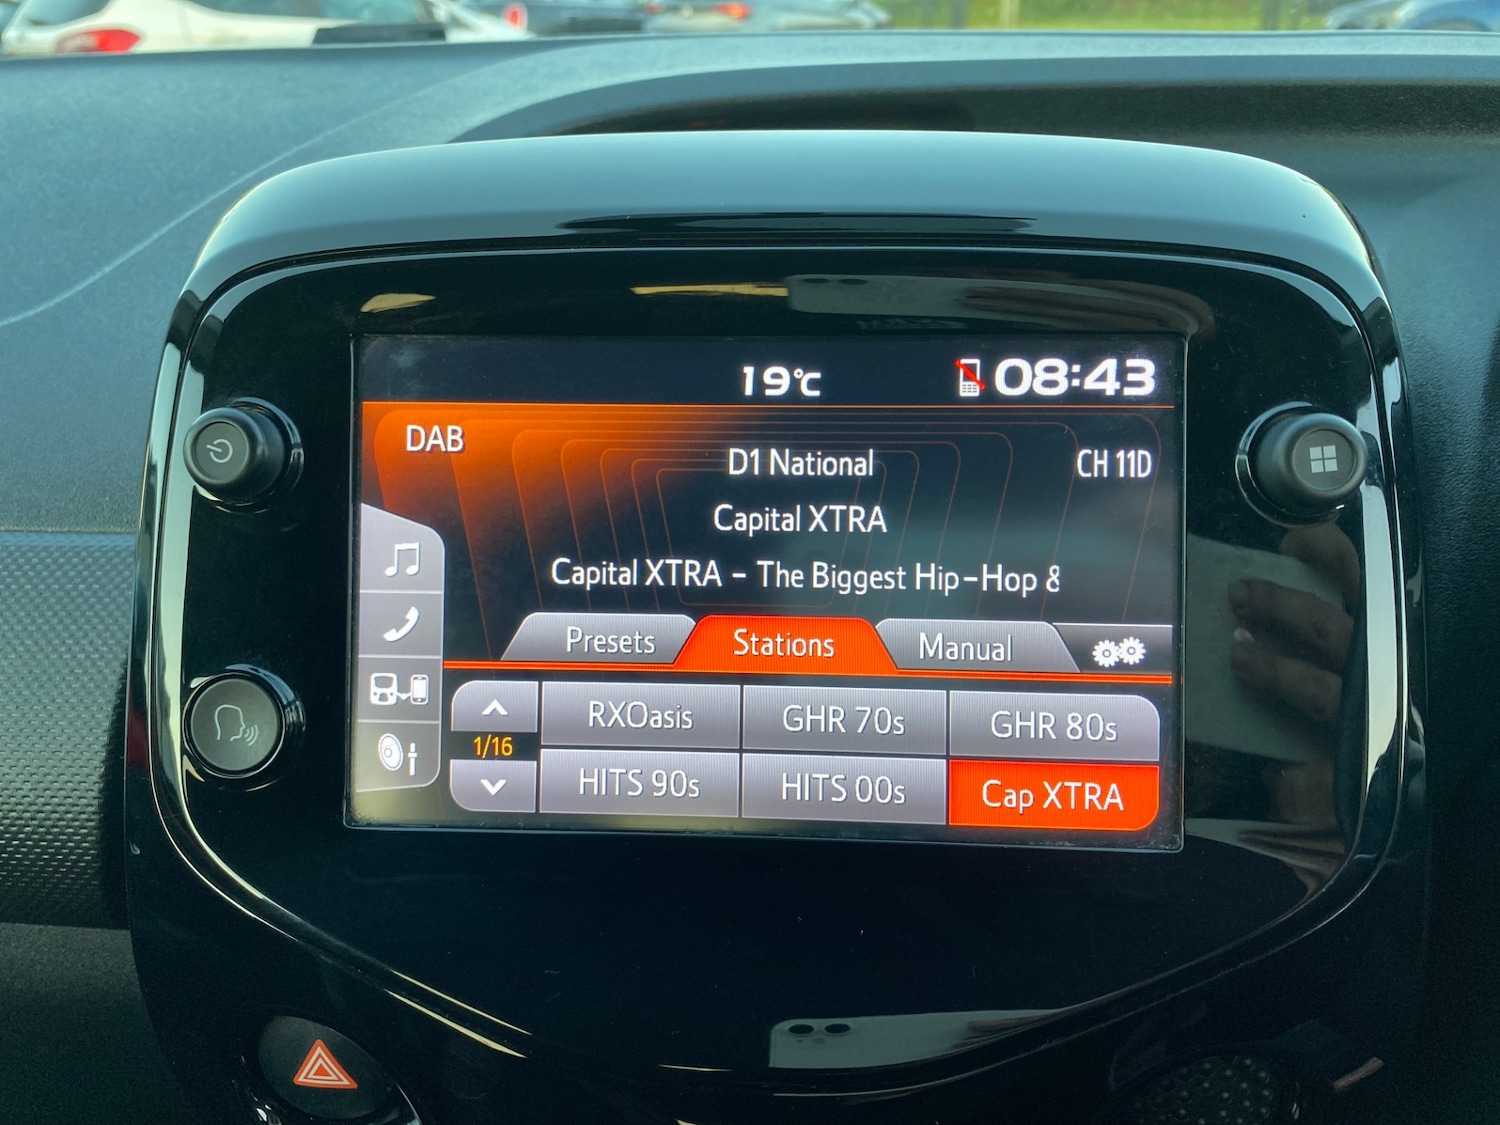 19°C
08:43
DAB
D1 National
CH 11D
Capital XTRA
Capital XTRA - The Biggest Hip-Hop &
Presets
Stations
Manual
RXOasis
GHR 70s
GHR 80s
1/16
HITS 90s
HITS 00s
Cap XTRA